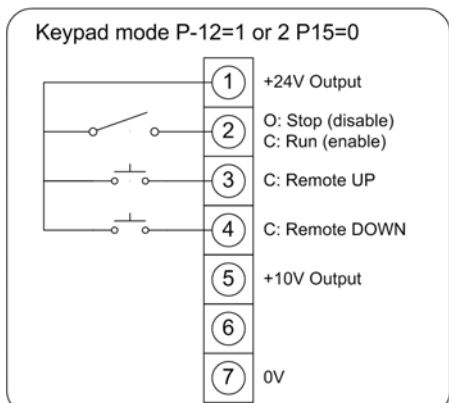 Keypad mode P-12=1 or 2 P15=0
1 +24V Output
2 O: Stop (disable)
C: Run (enable)
3 C: Remote UP
4 C: Remote DOWN
5 +10V Output
6
7 0V